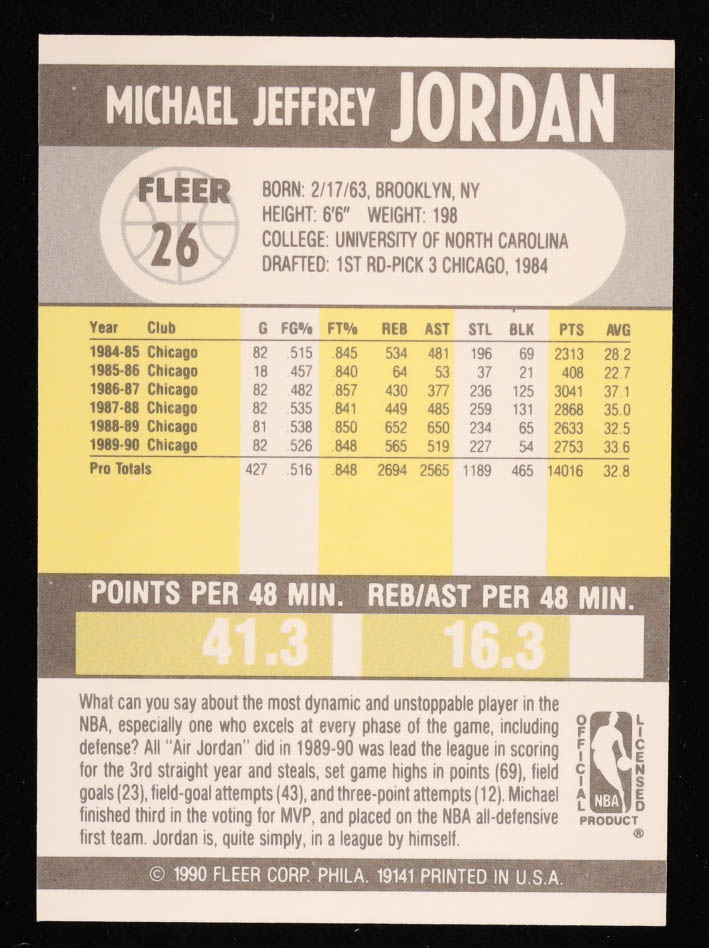 MICHAEL JEFFREY JORDAN
FLEER
26
BORN: 2/17/63, BROOKLYN, NY
HEIGHT: 6'6" WEIGHT: 198
COLLEGE: UNIVERSITY OF NORTH CAROLINA
DRAFTED: 1ST RD-PICK 3 CHICAGO, 1984
Year Club G FG% FT% REB AST STL BLK PTS AVG
1984-85 Chicago 82 .515 .845 534 481 196 69 2313 28.2
1985-86 Chicago 18 .457 .840 64 53 37 21 408 22.7
1986-87 Chicago 82 .482 .857 430 377 236 125 3041 37.1
1987-88 Chicago 82 .535 .841 449 485 259 131 2868 35.0
1988-89 Chicago 81 .538 .850 652 650 234 65 2633 32.5
1989-90 Chicago 82 .526 .848 565 519 227 54 2753 33.6
Pro Totals 427 .516 .848 2694 2565 1189 465 14016 32.8
POINTS PER 48 MIN. REB/AST PER 48 MIN.
41.3 16.3
What can you say about the most dynamic and unstoppable player in the
NBA, especially one who excels at every phase of the game, including
defense? All "Air Jordan" did in 1989-90 was lead the league in scoring
for the 3rd straight year and steals, set game highs in points (69), field
goals (23), field-goal attempts (43), and three-point attempts (12). Michael
finished third in the voting for MVP, and placed on the NBA all-defensive
first team. Jordan is, quite simply, in a league by himself.
OFFICIAL
NBA
LICENSED
PRODUCT
®
© 1990 FLEER CORP. PHILA. 19141 PRINTED IN U.S.A.